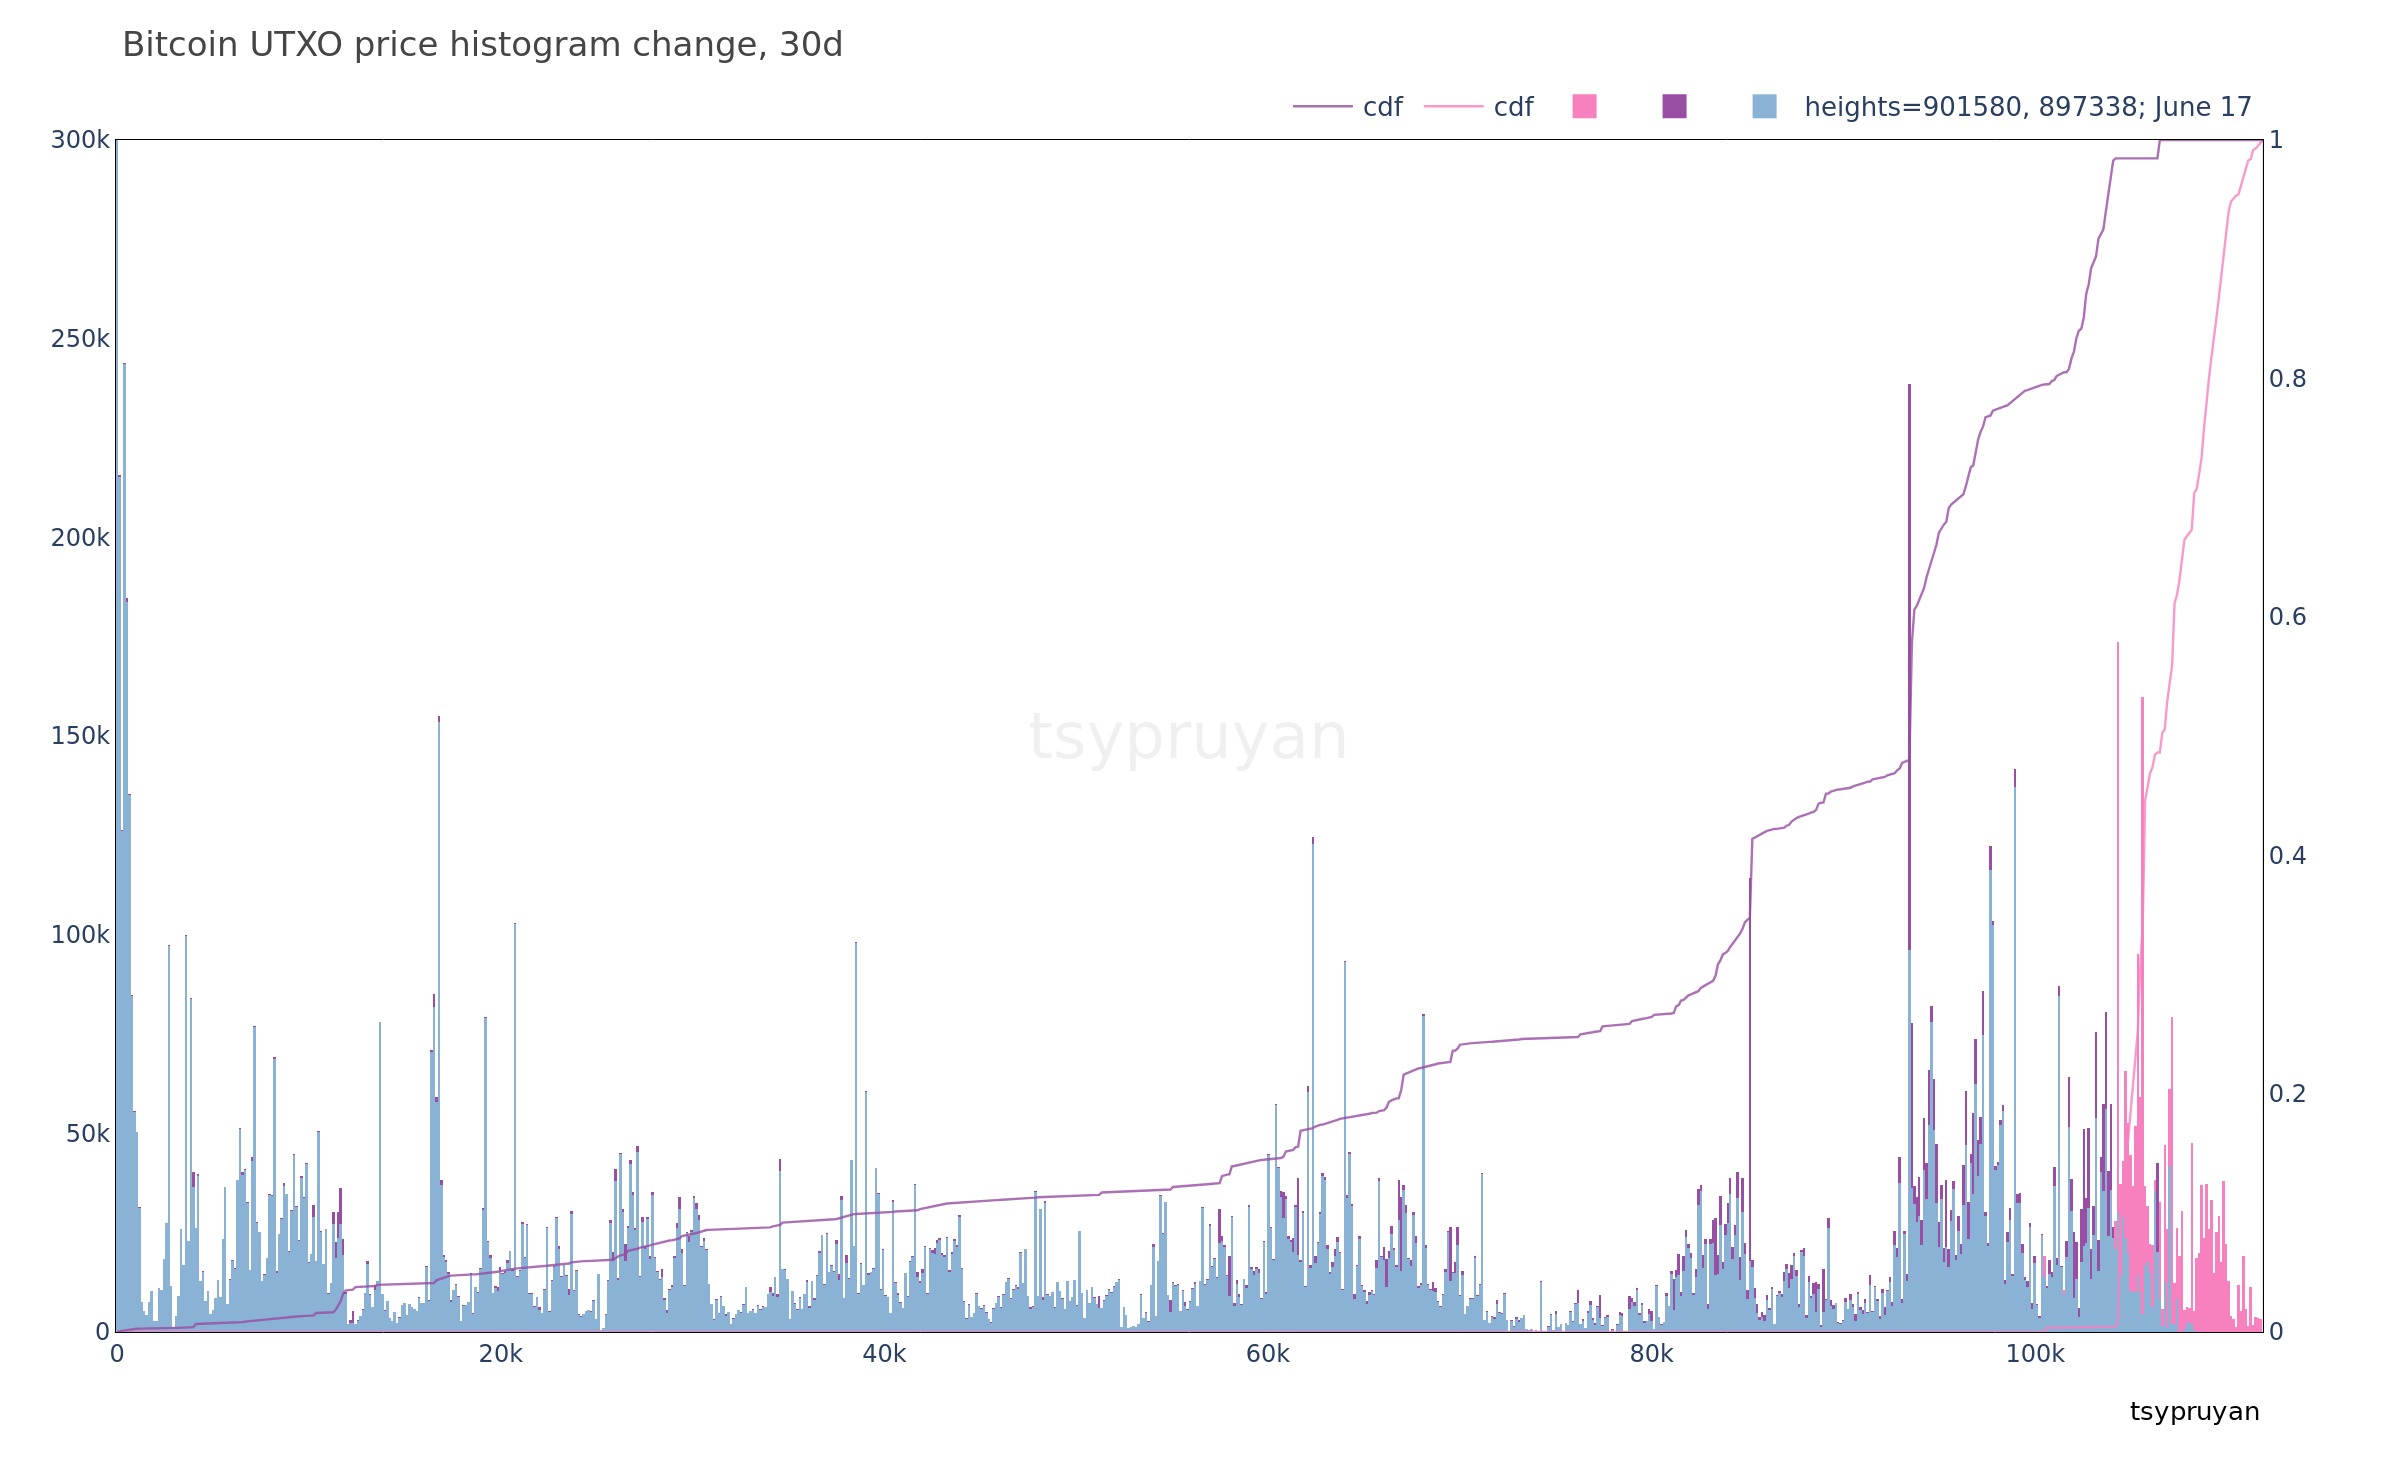 Bitcoin UTXO price histogram change, 30d
cdf cdf heights=901580, 897338; June 17
300k
250k
200k
150k
100k
50k
0
1
0.8
0.6
0.4
0.2
0
tsypruyan
0 20k 40k 60k 80k 100k
tsypruyan